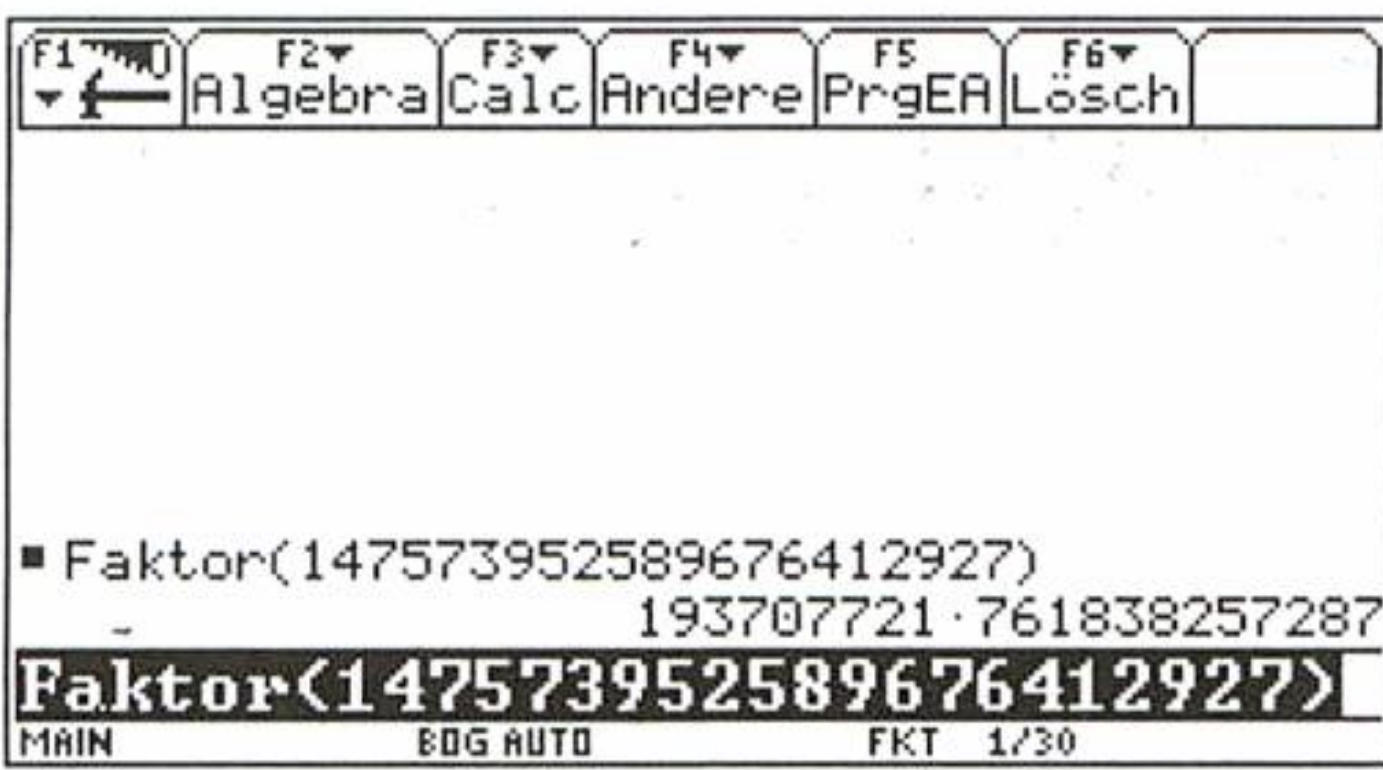 F1 F2 F3 F4 F5 F6
Algebra Calc Andere PrgEA Lösch
Faktor(147573952589676412927)
193707721·761838257287
Faktor(147573952589676412927)
MAIN BOG AUTO FKT 1/30